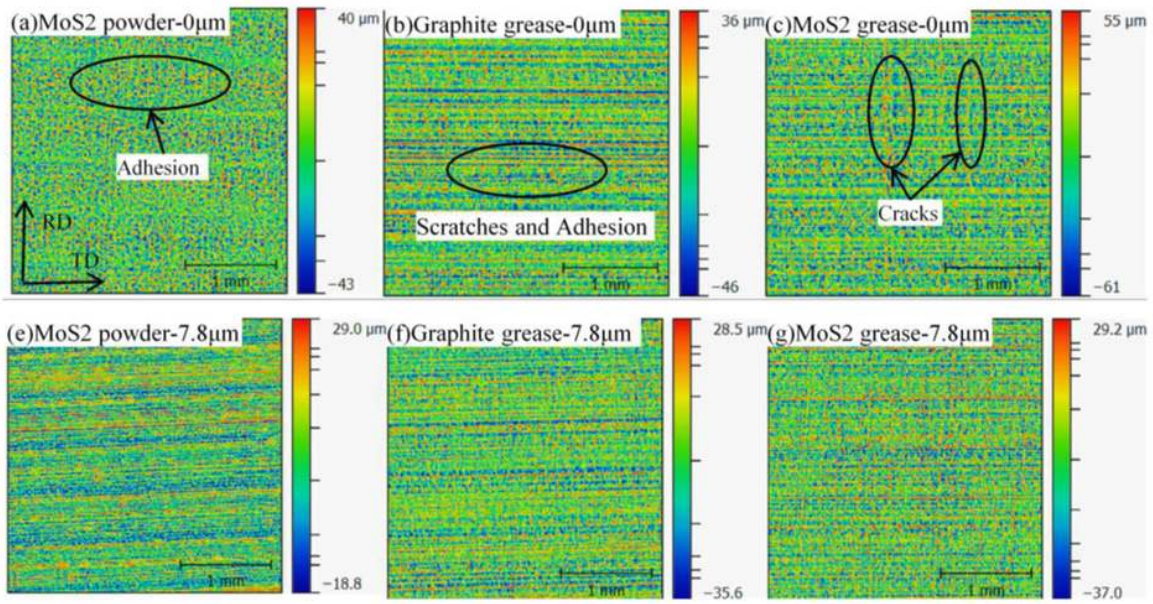 (a)MoS2 powder-0μm
40 μm
Adhesion
RD
TD
1 mm
−43
(b)Graphite grease-0μm
36 μm
Scratches and Adhesion
1 mm
−46
(c)MoS2 grease-0μm
55 μm
Cracks
1 mm
−61
(e)MoS2 powder-7.8μm
29.0 μm
1 mm
−18.8
(f)Graphite grease-7.8μm
28.5 μm
1 mm
−35.6
(g)MoS2 grease-7.8μm
29.2 μm
1 mm
−37.0